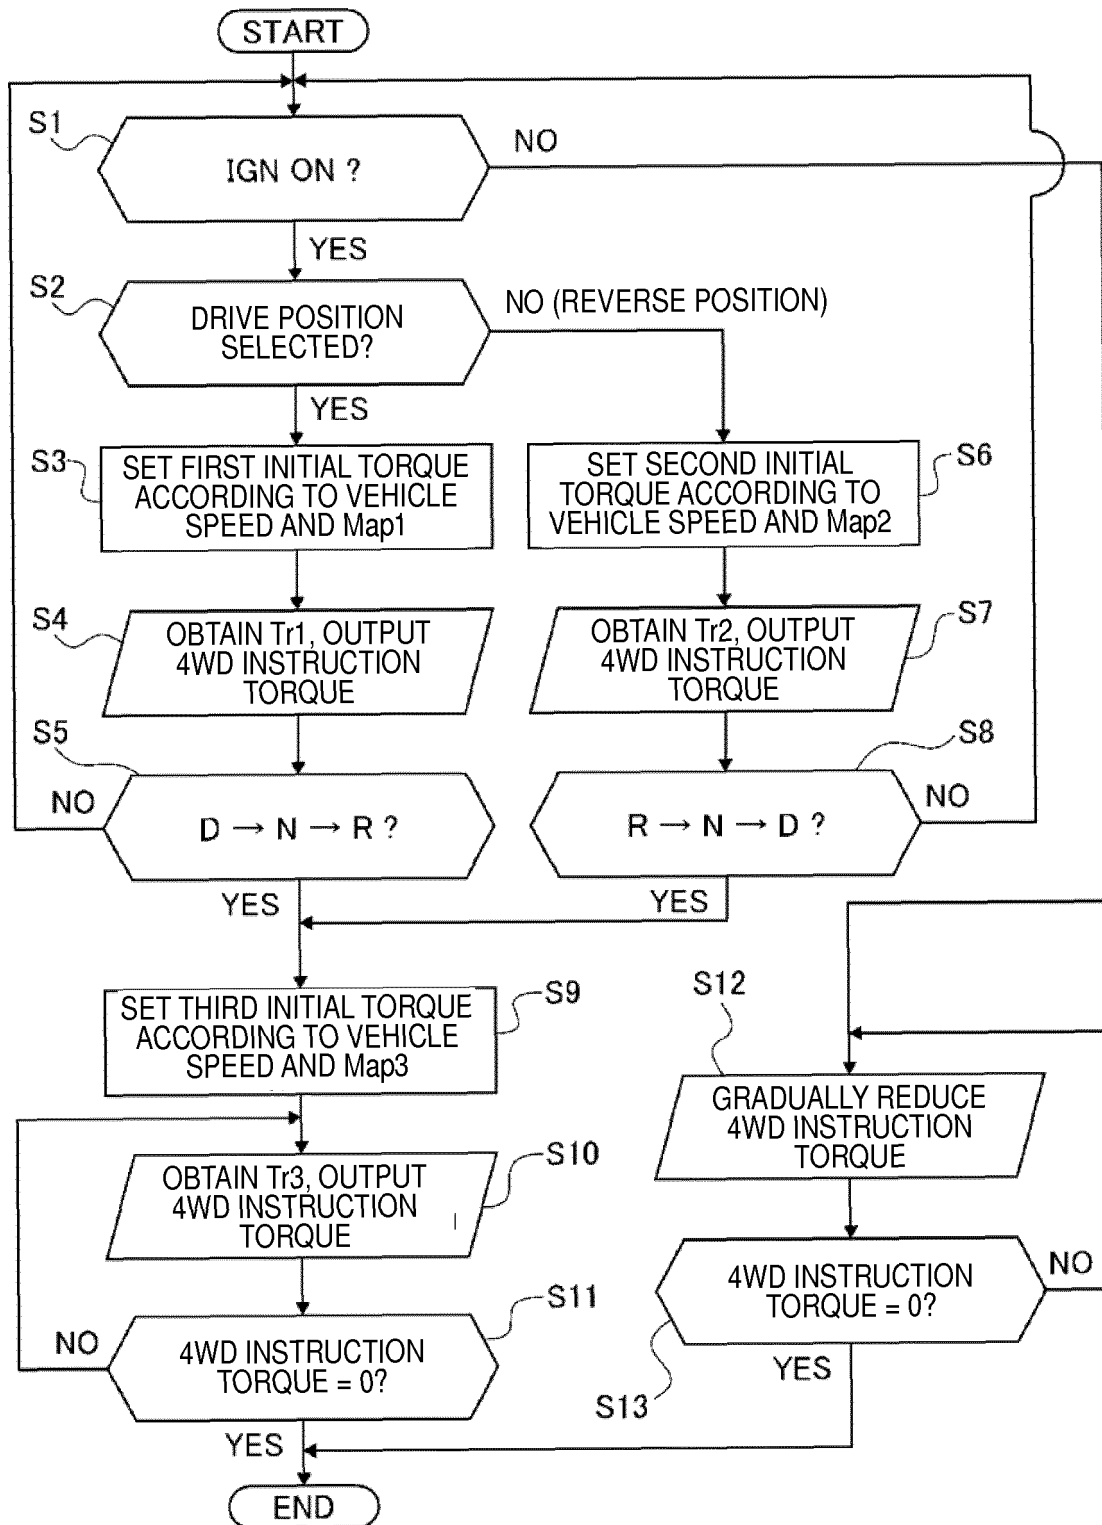 START
S1
IGN ON ?
NO
YES
S2
DRIVE POSITION
SELECTED?
NO (REVERSE POSITION)
YES
S3
SET FIRST INITIAL TORQUE
ACCORDING TO VEHICLE
SPEED AND Map1
SET SECOND INITIAL
TORQUE ACCORDING TO
VEHICLE SPEED AND Map2
S6
S4
OBTAIN Tr1, OUTPUT
4WD INSTRUCTION
TORQUE
OBTAIN Tr2, OUTPUT
4WD INSTRUCTION
TORQUE
S7
S5
NO
D → N → R ?
YES
S8
R → N → D ?
NO
YES
SET THIRD INITIAL TORQUE
ACCORDING TO VEHICLE
SPEED AND Map3
S9
S12
GRADUALLY REDUCE
4WD INSTRUCTION
TORQUE
OBTAIN Tr3, OUTPUT
4WD INSTRUCTION
TORQUE
S10
4WD INSTRUCTION
TORQUE = 0?
NO
YES
S13
S11
NO
4WD INSTRUCTION
TORQUE = 0?
YES
END